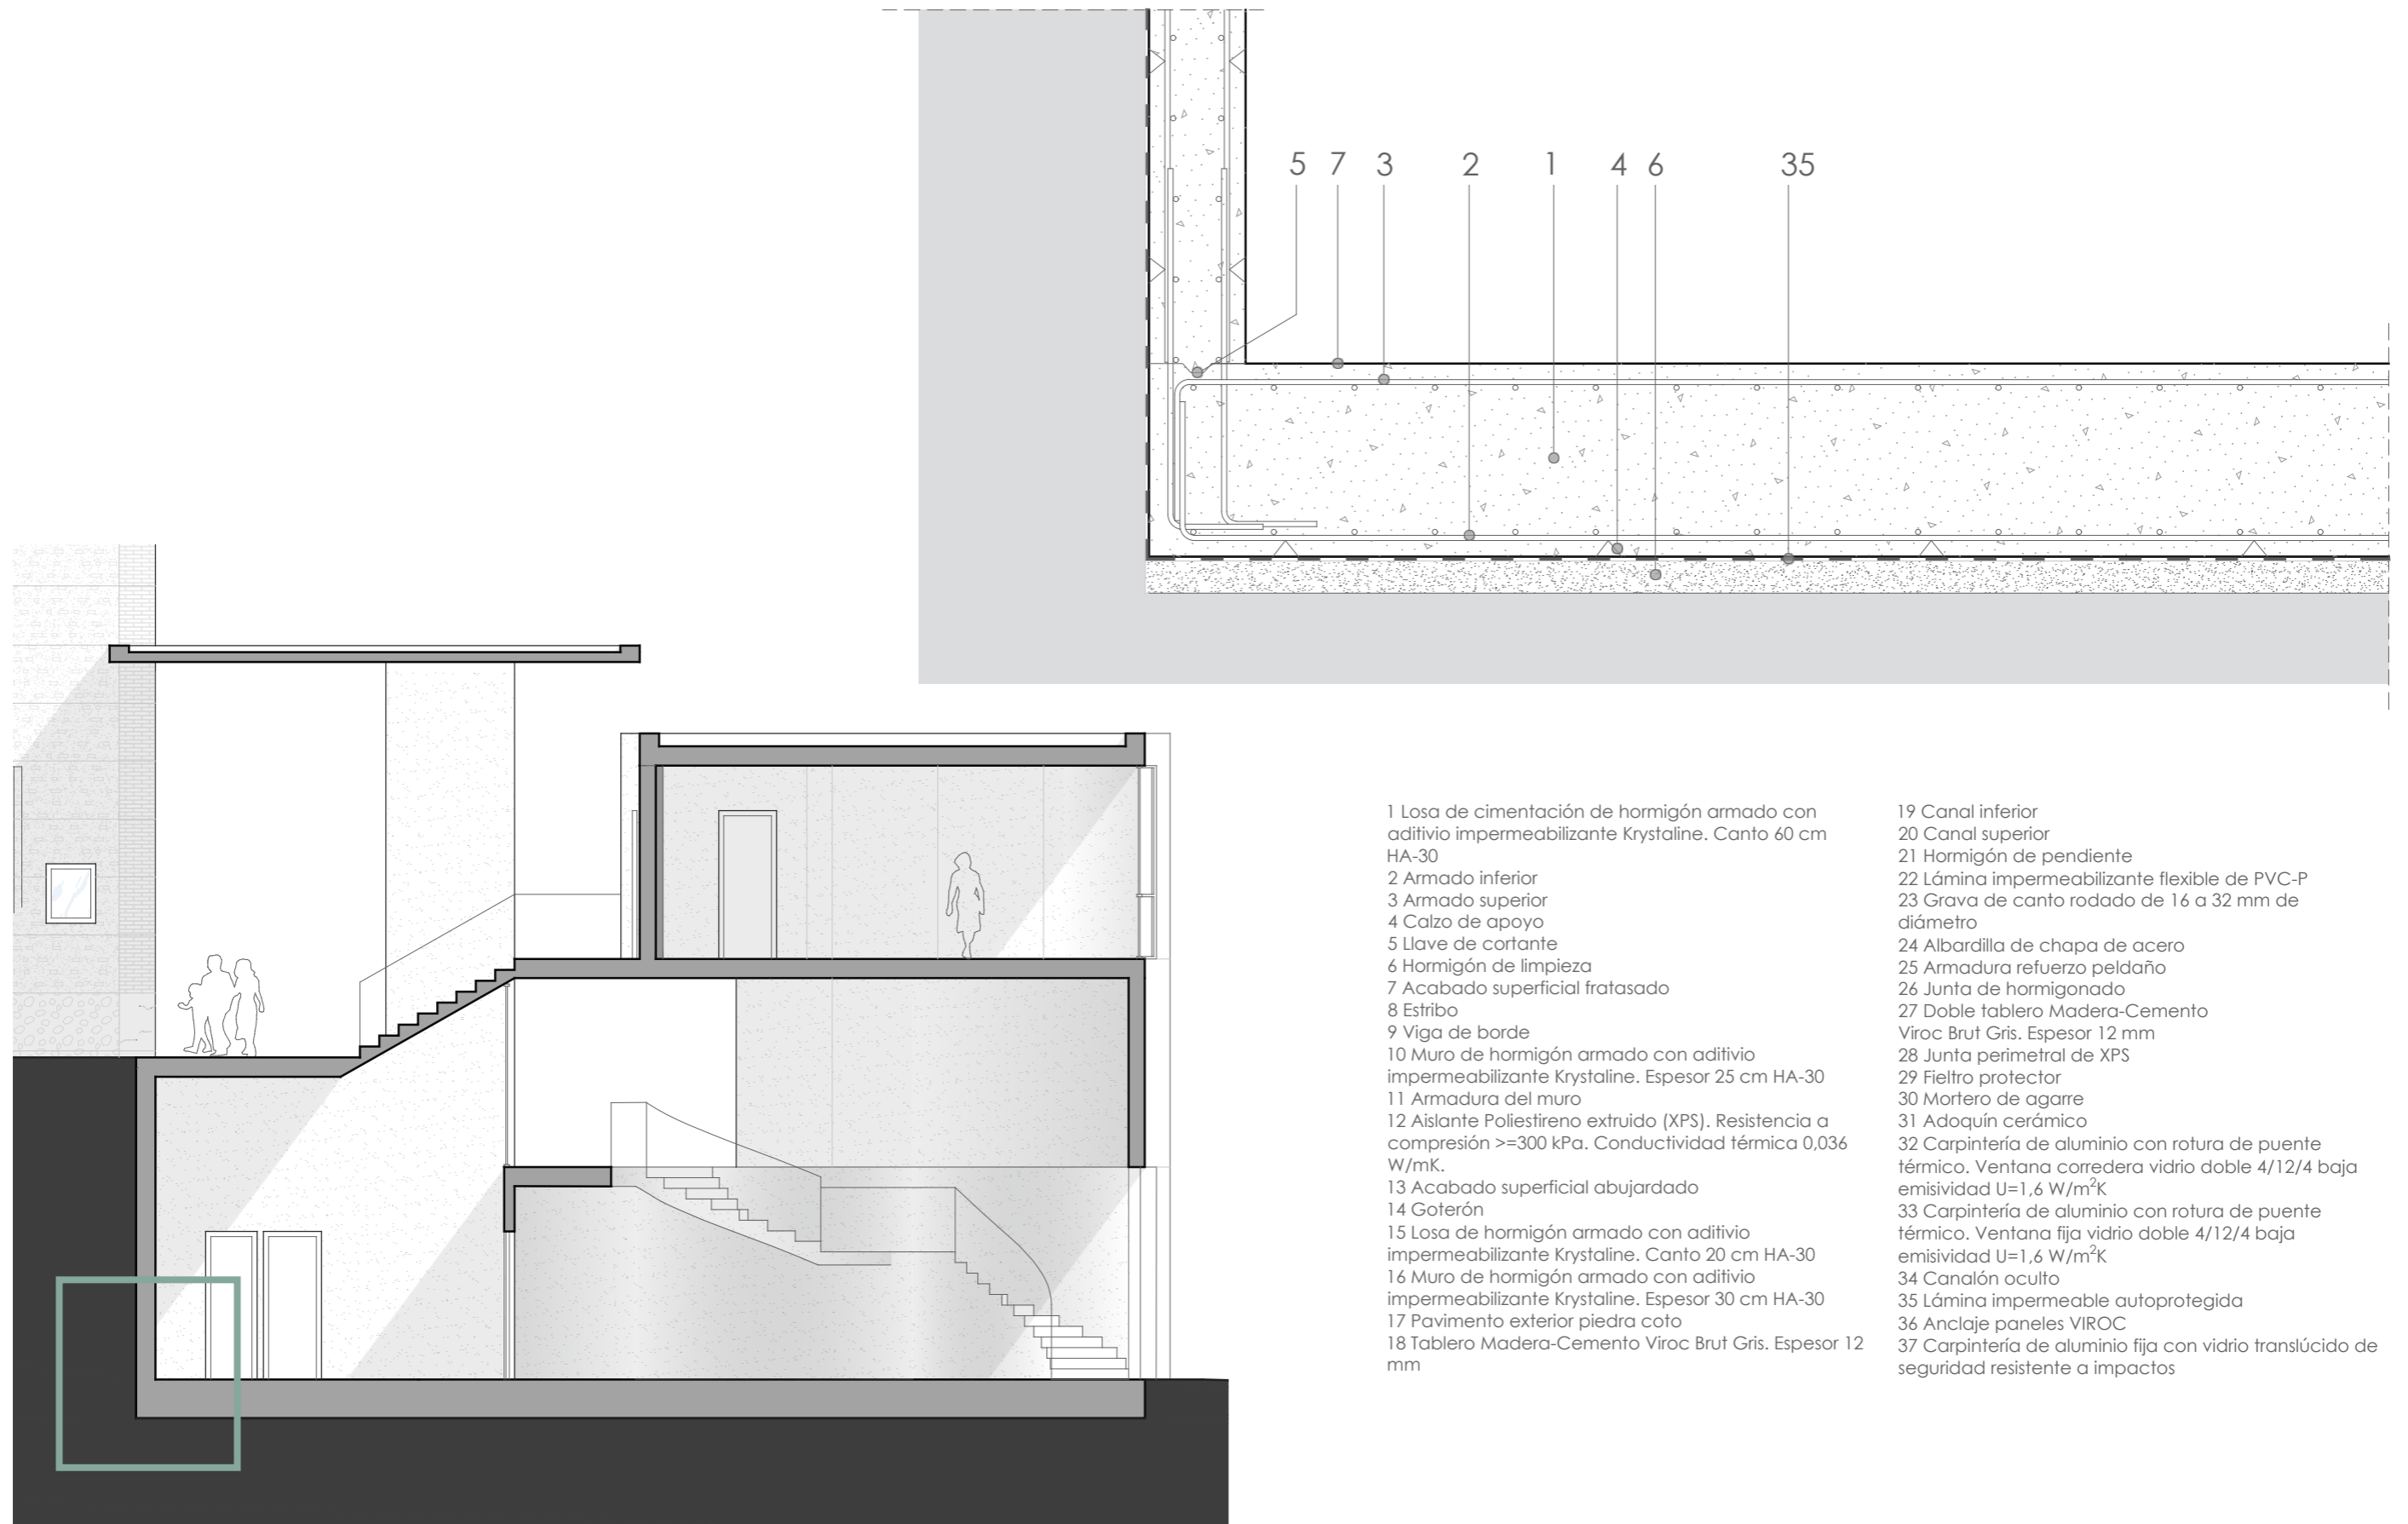 5 7 3 2 1 4 6 35
1 Losa de cimentación de hormigón armado con
aditivio impermeabilizante Krystaline. Canto 60 cm
HA-30
2 Armado inferior
3 Armado superior
4 Calzo de apoyo
5 Llave de cortante
6 Hormigón de limpieza
7 Acabado superficial fratasado
8 Estribo
9 Viga de borde
10 Muro de hormigón armado con aditivio
impermeabilizante Krystaline. Espesor 25 cm HA-30
11 Armadura del muro
12 Aislante Poliestireno extruido (XPS). Resistencia a
compresión >=300 kPa. Conductividad térmica 0,036
W/mK.
13 Acabado superficial abujardado
14 Goterón
15 Losa de hormigón armado con aditivio
impermeabilizante Krystaline. Canto 20 cm HA-30
16 Muro de hormigón armado con aditivio
impermeabilizante Krystaline. Espesor 30 cm HA-30
17 Pavimento exterior piedra coto
18 Tablero Madera-Cemento Viroc Brut Gris. Espesor 12
mm
19 Canal inferior
20 Canal superior
21 Hormigón de pendiente
22 Lámina impermeabilizante flexible de PVC-P
23 Grava de canto rodado de 16 a 32 mm de
diámetro
24 Albardilla de chapa de acero
25 Armadura refuerzo peldaño
26 Junta de hormigonado
27 Doble tablero Madera-Cemento
Viroc Brut Gris. Espesor 12 mm
28 Junta perimetral de XPS
29 Fieltro protector
30 Mortero de agarre
31 Adoquín cerámico
32 Carpintería de aluminio con rotura de puente
térmico. Ventana corredera vidrio doble 4/12/4 baja
emisividad U=1,6 W/m²K
33 Carpintería de aluminio con rotura de puente
térmico. Ventana fija vidrio doble 4/12/4 baja
emisividad U=1,6 W/m²K
34 Canalón oculto
35 Lámina impermeable autoprotegida
36 Anclaje paneles VIROC
37 Carpintería de aluminio fija con vidrio translúcido de
seguridad resistente a impactos